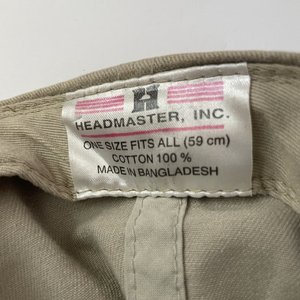 H
HEADMASTER, INC.
ONE SIZE FITS ALL (59 cm)
COTTON 100 %
MADE IN BANGLADESH